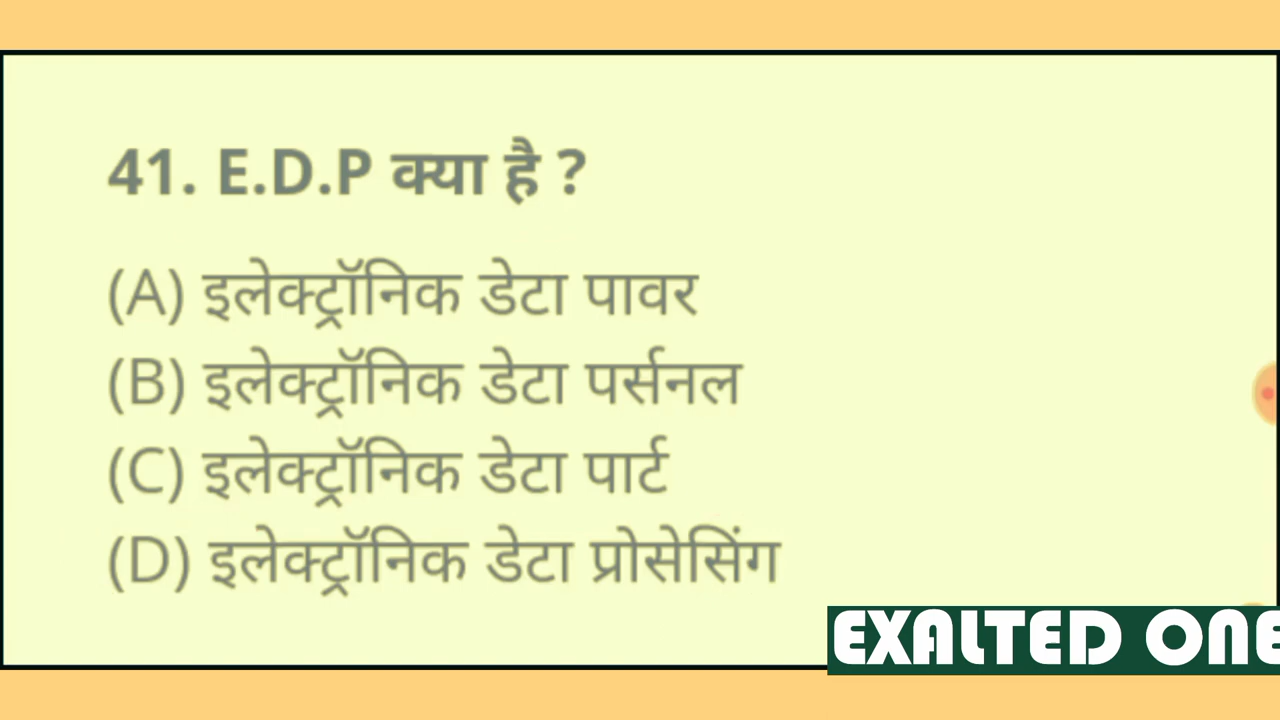 41. E.D.P क्या है ?
(A) इलेक्ट्रॉनिक डेटा पावर
(B) इलेक्ट्रॉनिक डेटा पर्सनल
(C) इलेक्ट्रॉनिक डेटा पार्ट
(D) इलेक्ट्रॉनिक डेटा प्रोसेसिंग
EXALTED ONE